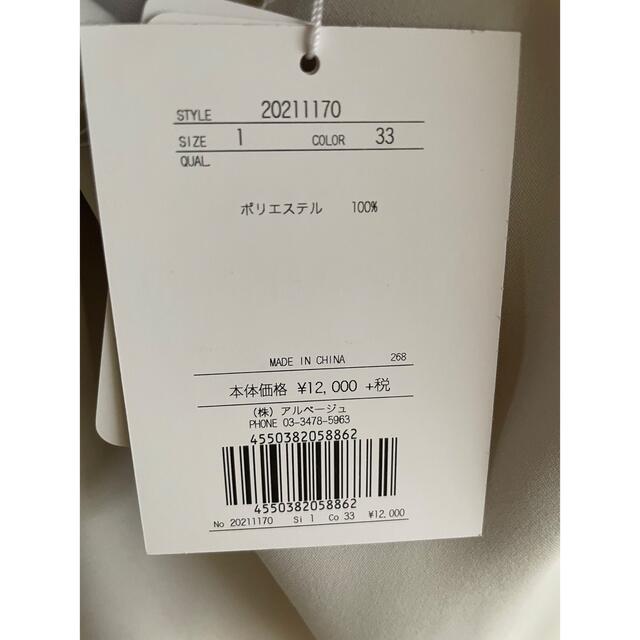 STYLE 20211170
SIZE 1 COLOR 33
QUAL
ポリエステル 100%
MADE IN CHINA 268
本体価格 ¥12,000 +税
(株) アルページュ
PHONE 03-3478-5963
4550382058862
4550382058862
No 20211170 Si 1 Co 33 ¥12,000